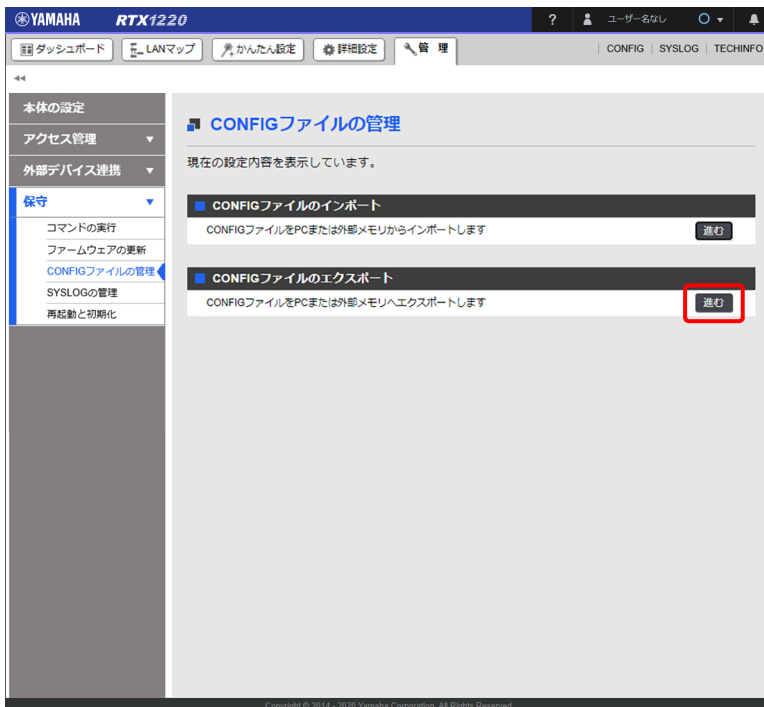 YAMAHA RTX1220 ? ユーザーなし
ダッシュボード LANマップ かんたん設定 詳細設定 管 理 CONFIG SYSLOG TECHINFO
本体の設定
アクセス管理
外部デバイス連携
保守
コマンドの実行
ファームウェアの更新
CONFIGファイルの管理
SYSLOGの管理
再起動と初期化
CONFIGファイルの管理
現在の設定内容を表示しています。
CONFIGファイルのインポート
CONFIGファイルをPCまたは外部メモリからインポートします 進む
CONFIGファイルのエクスポート
CONFIGファイルをPCまたは外部メモリへエクスポートします 進む
Copyright © 2014 - 2020 Yamaha Corporation. All Rights Reserved.